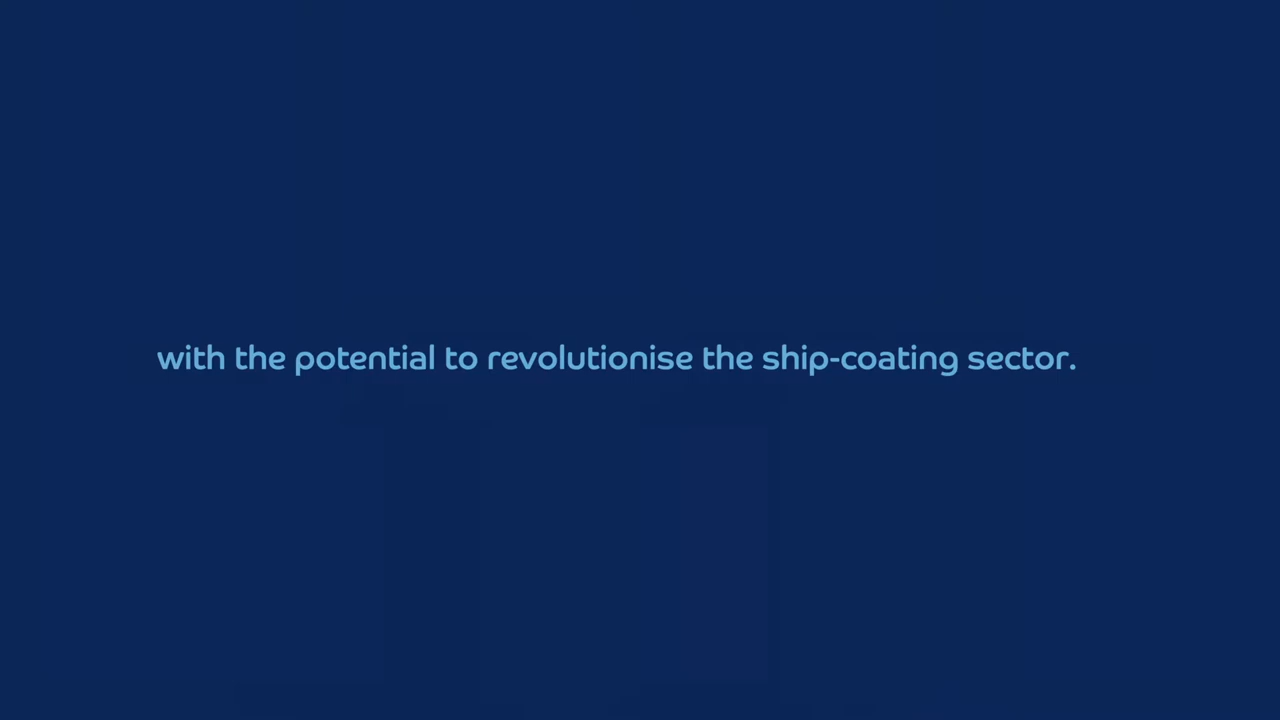 with the potential to revolutionise the ship-coating sector.